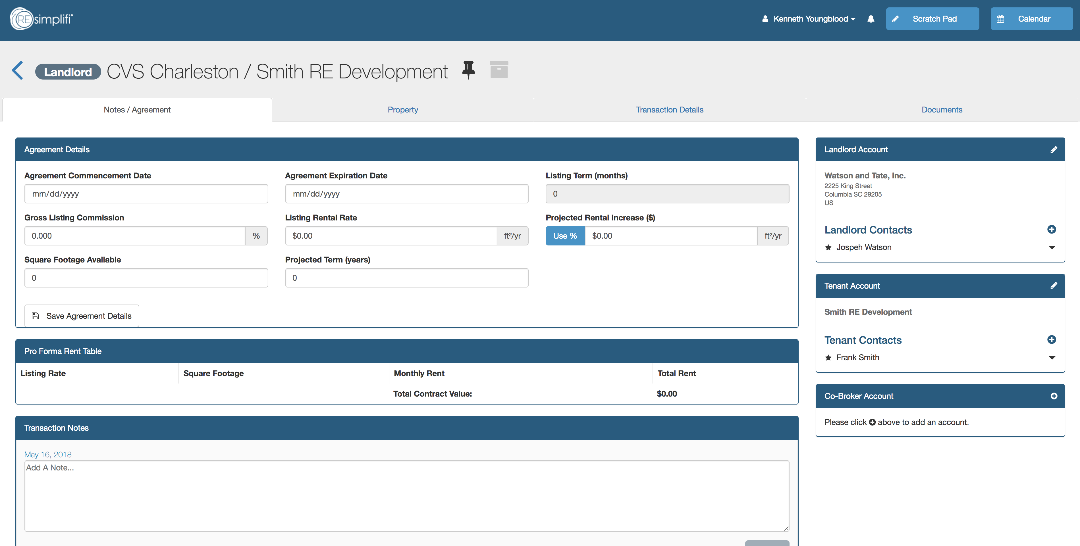 REsimplifi
Kenneth Youngblood
Scratch Pad
Calendar
Landlord CVS Charleston / Smith RE Development
Notes / Agreement
Property
Transaction Details
Documents
Agreement Details
Agreement Commencement Date
Agreement Expiration Date
Listing Term (months)
mm/dd/yyyy
mm/dd/yyyy
0
Gross Listing Commission
Listing Rental Rate
Projected Rental Increase ($)
0.000 %
$0.00 ft²/yr
Use % $0.00 ft²/yr
Square Footage Available
Projected Term (years)
0
0
Save Agreement Details
Pro Forma Rent Table
Listing Rate
Square Footage
Monthly Rent
Total Rent
Total Contract Value:
$0.00
Transaction Notes
May 16, 2018
Add A Note...
Landlord Account
Watson and Tate, Inc.
2225 King Street
Columbia SC 29205
US
Landlord Contacts
Jospeh Watson
Tenant Account
Smith RE Development
Tenant Contacts
Frank Smith
Co-Broker Account
Please click above to add an account.